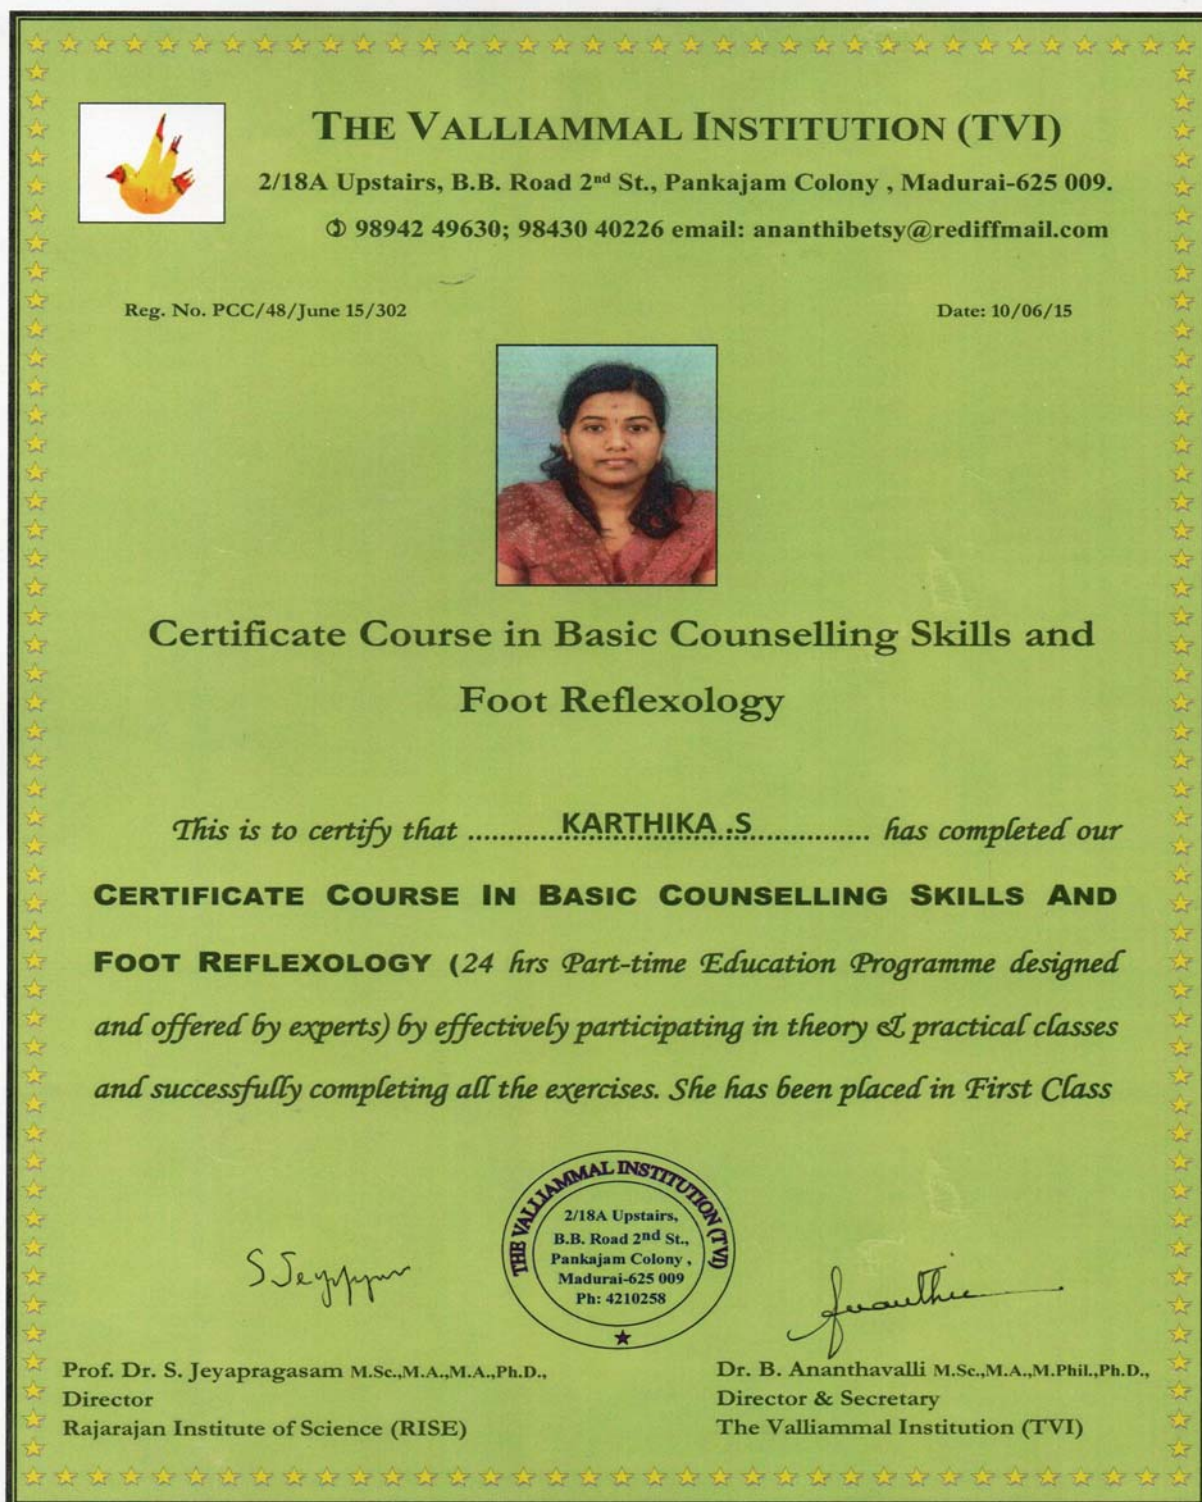 THE VALLIAMMAL INSTITUTION (TVI)
2/18A Upstairs, B.B. Road 2nd St., Pankajam Colony , Madurai-625 009.
✆ 98942 49630; 98430 40226 email: ananthibetsy@rediffmail.com
Reg. No. PCC/48/June 15/302 Date: 10/06/15
Certificate Course in Basic Counselling Skills and
Foot Reflexology
This is to certify that ............KARTHIKA .S............... has completed our
CERTIFICATE COURSE IN BASIC COUNSELLING SKILLS AND
FOOT REFLEXOLOGY (24 hrs Part-time Education Programme designed
and offered by experts) by effectively participating in theory & practical classes
and successfully completing all the exercises. She has been placed in First Class
THE VALLIAMMAL INSTITUTION (TVI)
2/18A Upstairs,
B.B. Road 2nd St.,
Pankajam Colony ,
Madurai-625 009
Ph: 4210258
Prof. Dr. S. Jeyapragasam M.Sc.,M.A.,M.A.,Ph.D.,
Director
Rajarajan Institute of Science (RISE)
Dr. B. Ananthavalli M.Sc.,M.A.,M.Phil.,Ph.D.,
Director & Secretary
The Valliammal Institution (TVI)